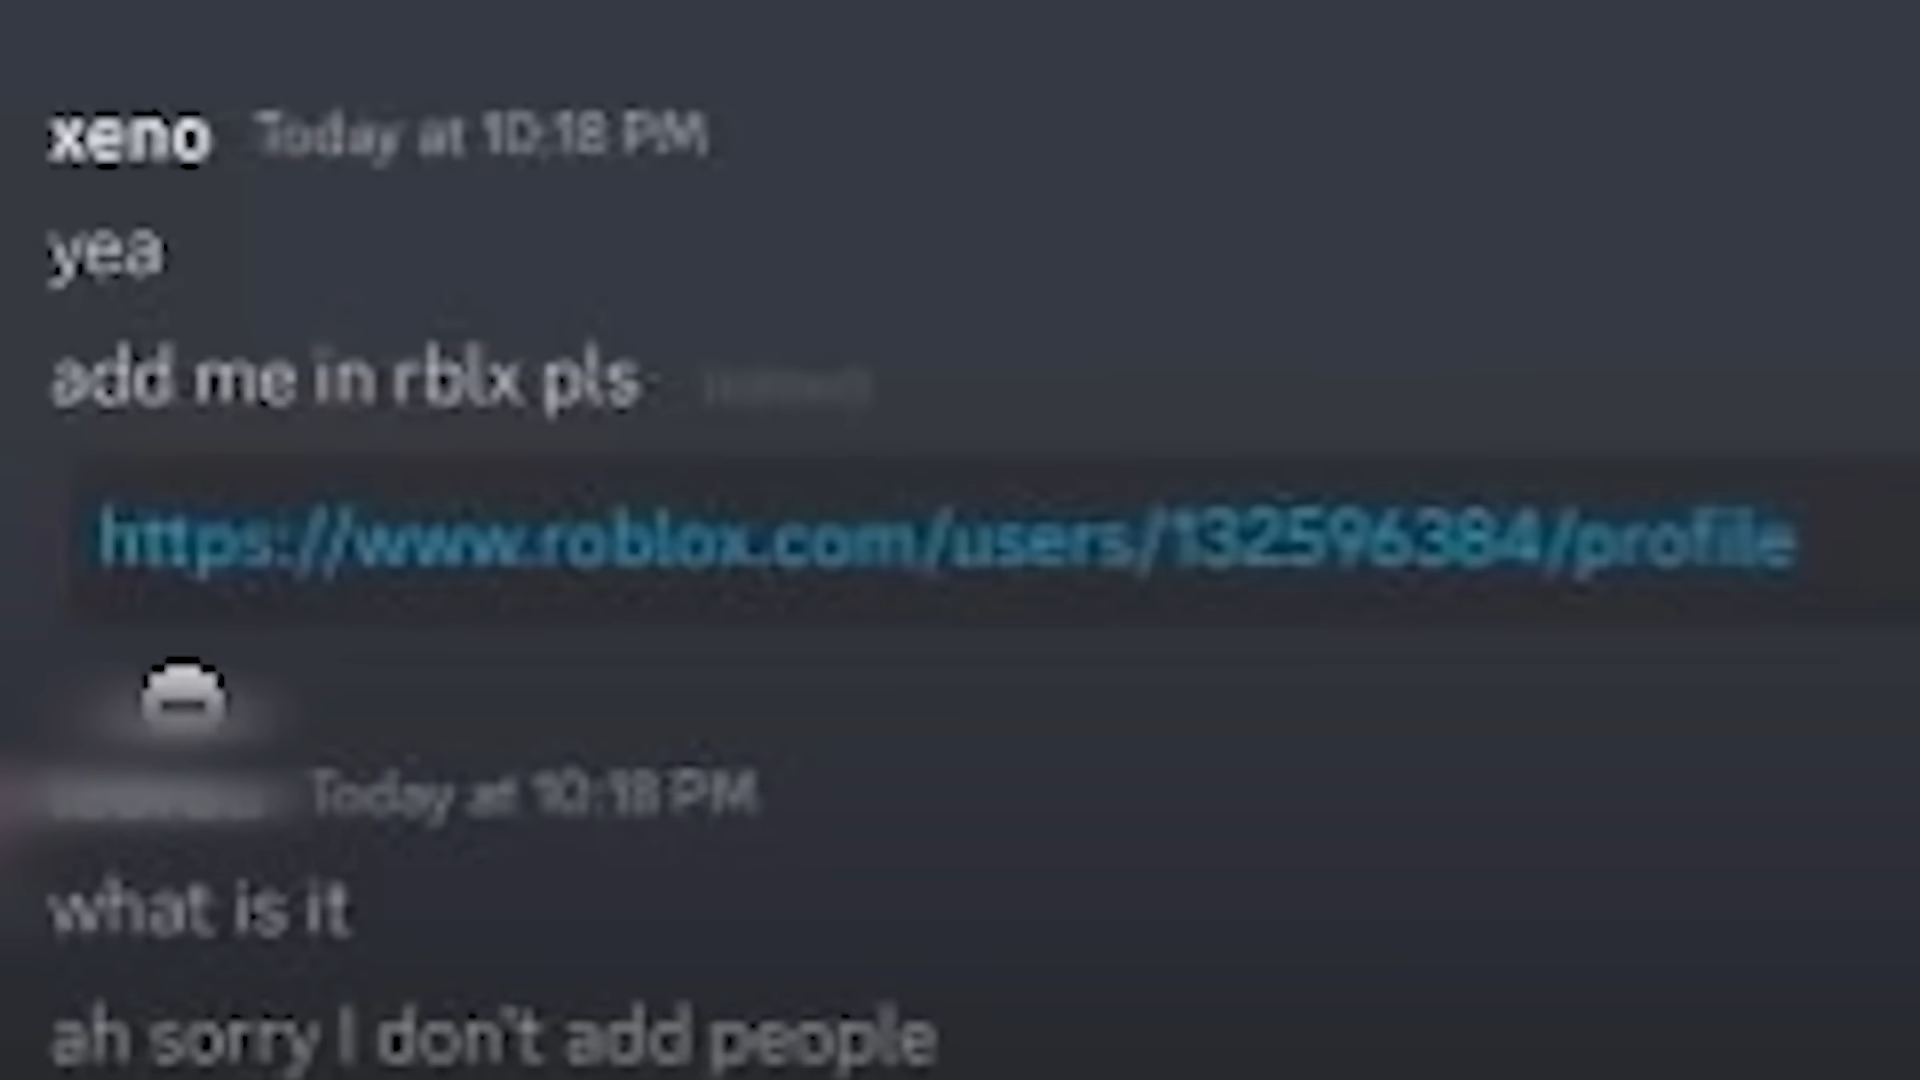 xeno Today at 10:18 PM
yea
add me in rblx pls
https://www.roblox.com/users/132596384/profile
Today at 10:18 PM
what is it
ah sorry I don't add people